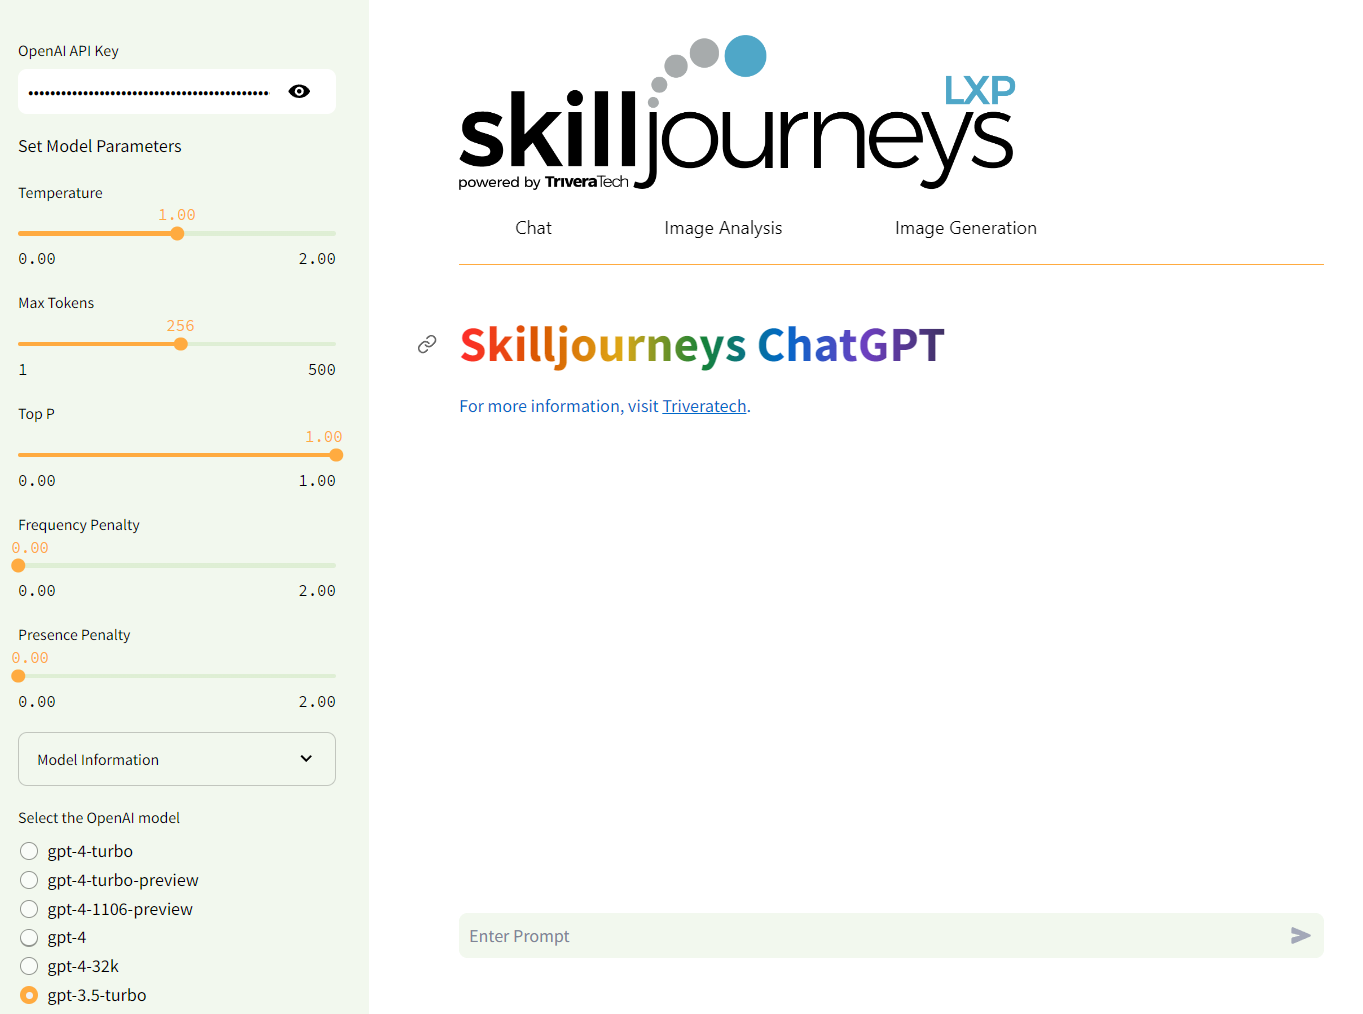 OpenAI API Key
Set Model Parameters
Temperature
1.00
0.00 2.00
Max Tokens
256
1 500
Top P
1.00
0.00 1.00
Frequency Penalty
0.00
0.00 2.00
Presence Penalty
0.00
0.00 2.00
Model Information
Select the OpenAI model
gpt-4-turbo
gpt-4-turbo-preview
gpt-4-1106-preview
gpt-4
gpt-4-32k
gpt-3.5-turbo
LXP
skilljourneys
powered by TRIVERATech
Chat Image Analysis Image Generation
Skilljourneys ChatGPT
For more information, visit Triveratech.
Enter Prompt